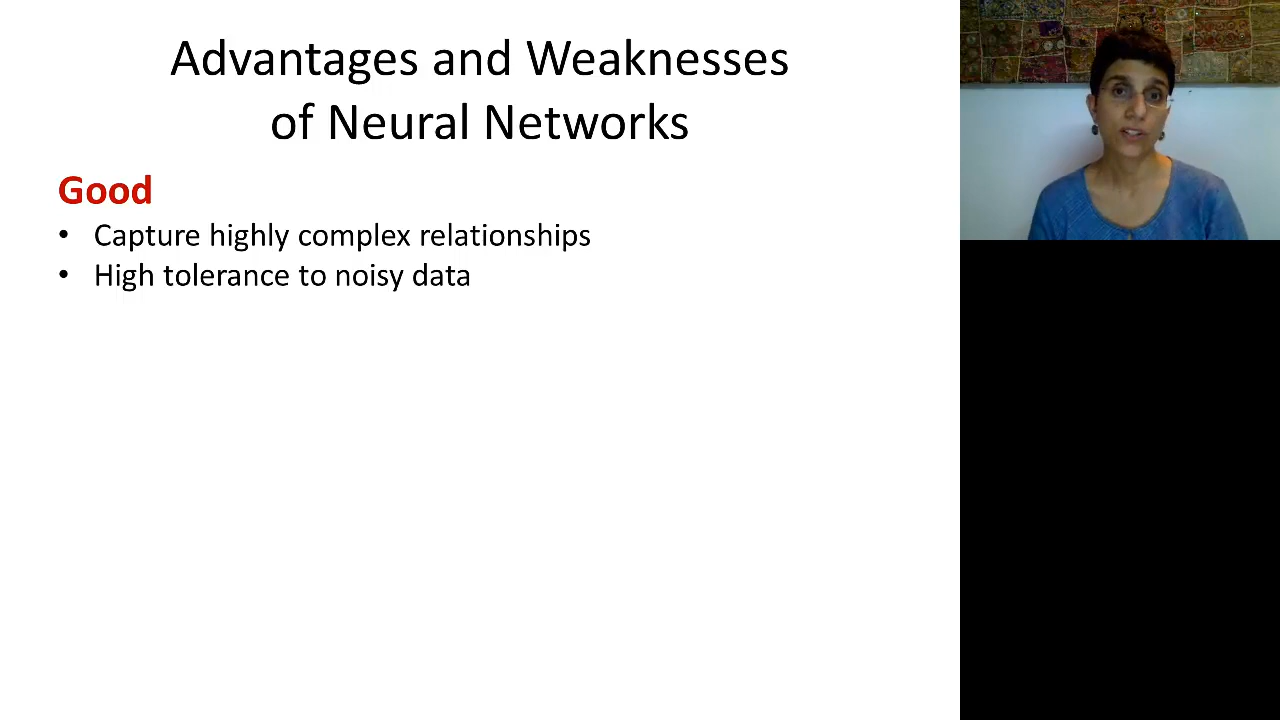 Advantages and Weaknesses
of Neural Networks
Good
• Capture highly complex relationships
• High tolerance to noisy data